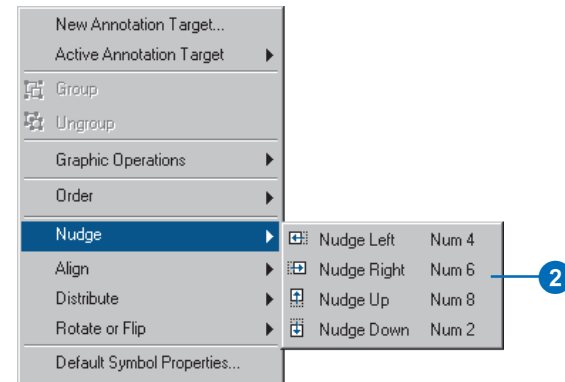 New Annotation Target...
Active Annotation Target
Group
Ungroup
Graphic Operations
Order
Nudge
Align
Distribute
Rotate or Flip
Default Symbol Properties...
Nudge Left Num 4
Nudge Right Num 6
Nudge Up Num 8
Nudge Down Num 2
2